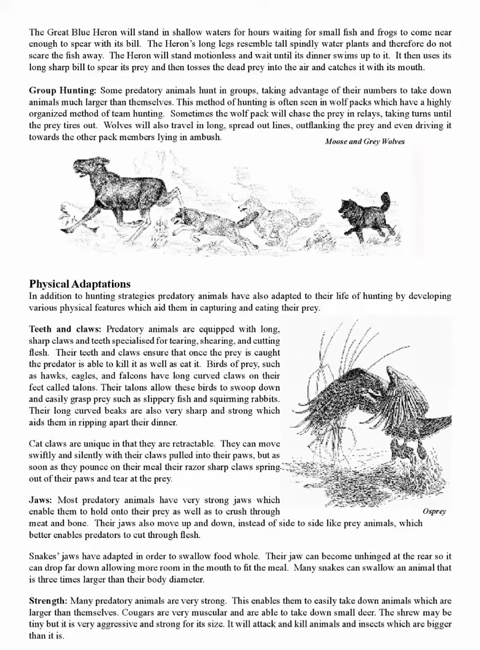 The Great Blue Heron will stand in shallow waters for hours waiting for small fish and frogs to come near
enough to spear with its bill. The Heron's long legs resemble tall spindly water plants and therefore do not
scare the fish away. The Heron will stand motionless and wait until its dinner swims up to it. It then uses its
long sharp bill to spear its prey and then tosses the dead prey into the air and catches it with its mouth.
Group Hunting: Some predatory animals hunt in groups, taking advantage of their numbers to take down
animals much larger than themselves. This method of hunting is often seen in wolf packs which have a highly
organized method of team hunting. Sometimes the wolf pack will chase the prey in relays, taking turns until
the prey tires out. Wolves will also travel in long, spread out lines, outflanking the prey and even driving it
towards the other pack members lying in ambush.
Moose and Grey Wolves
Physical Adaptations
In addition to hunting strategies predatory animals have also adapted to their life of hunting by developing
various physical features which aid them in capturing and eating their prey.
Teeth and claws: Predatory animals are equipped with long,
sharp claws and teeth specialised for tearing, shearing, and cutting
flesh. Their teeth and claws ensure that once the prey is caught
the predator is able to kill it as well as eat it. Birds of prey, such
as hawks, eagles, and falcons have long curved claws on their
feet called talons. Their talons allow these birds to swoop down
and easily grasp prey such as slippery fish and squirming rabbits.
Their long curved beaks are also very sharp and strong which
aids them in ripping apart their dinner.
Cat claws are unique in that they are retractable. They can move
swiftly and silently with their claws pulled into their paws, but as
soon as they pounce on their meal their razor sharp claws spring
out of their paws and tear at the prey.
Jaws: Most predatory animals have very strong jaws which
enable them to hold onto their prey as well as to crush through
meat and bone. Their jaws also move up and down, instead of side to side like prey animals, which
better enables predators to cut through flesh.
Osprey
Snakes' jaws have adapted in order to swallow food whole. Their jaw can become unhinged at the rear so it
can drop far down allowing more room in the mouth to fit the meal. Many snakes can swallow an animal that
is three times larger than their body diameter.
Strength: Many predatory animals are very strong. This enables them to easily take down animals which are
larger than themselves. Cougars are very muscular and are able to take down small deer. The shrew may be
tiny but it is very aggressive and strong for its size. It will attack and kill animals and insects which are bigger
than it is.